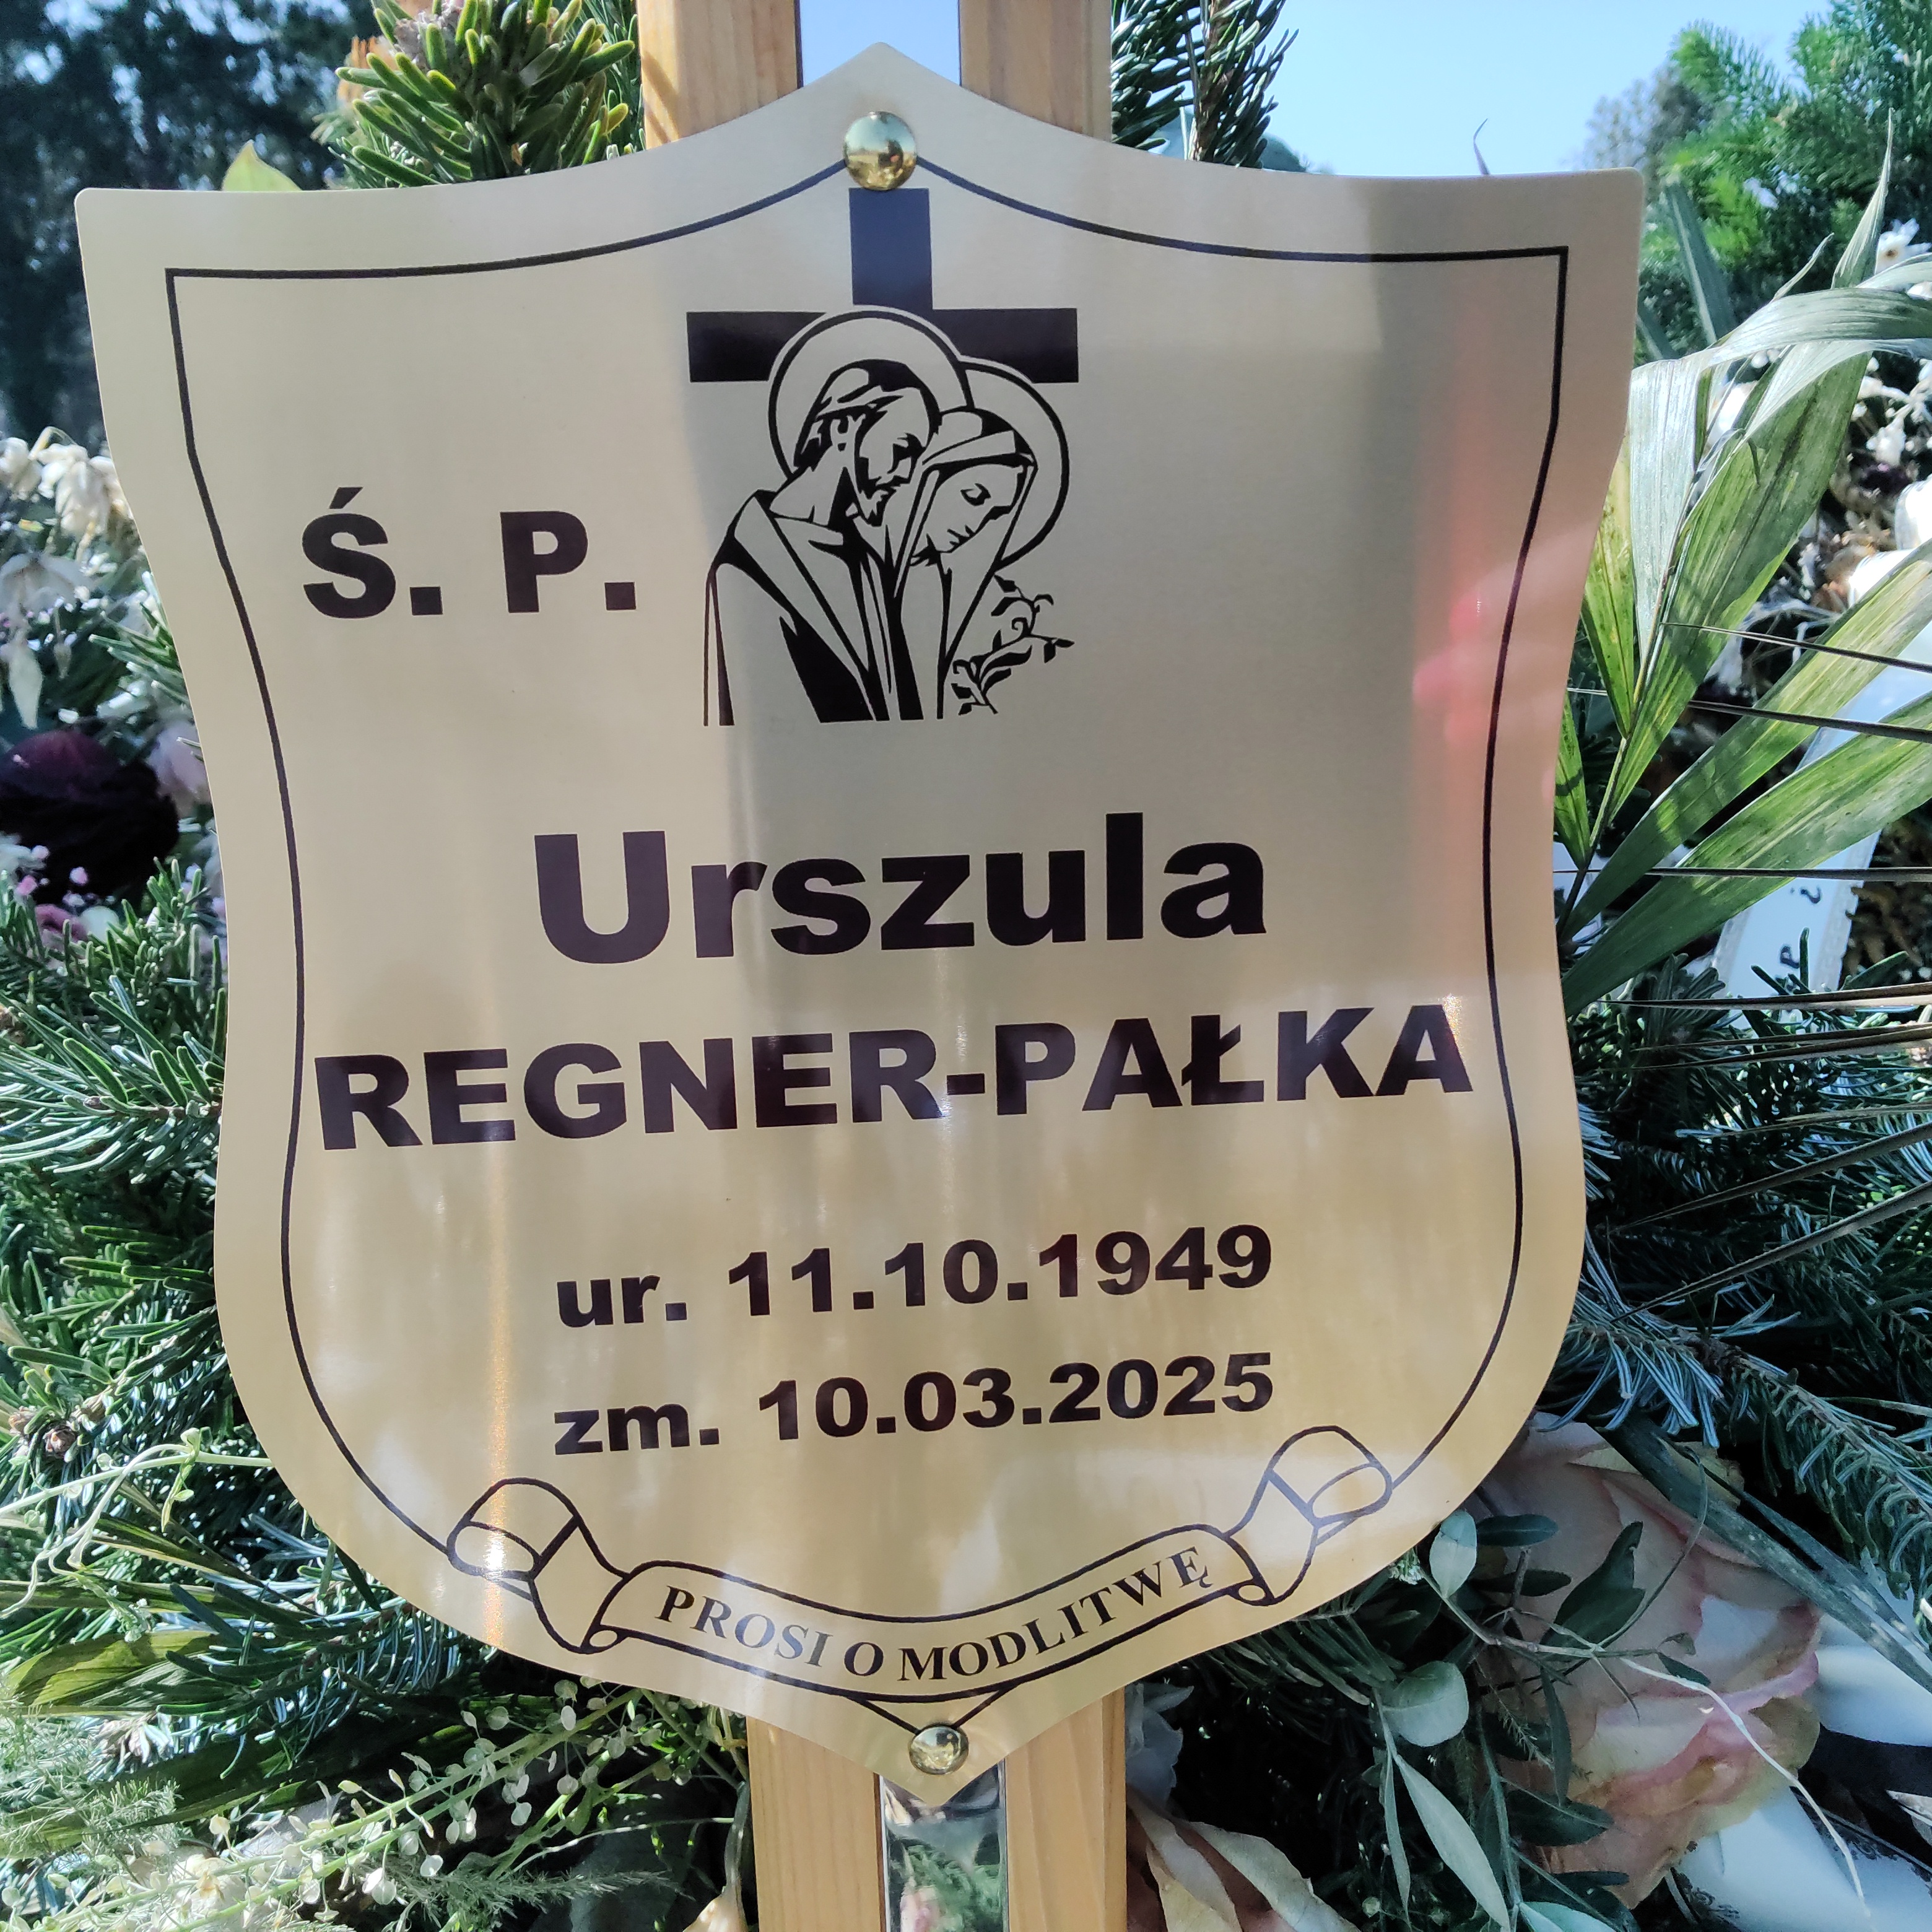 Ś. P.
Urszula
REGNER-PAŁKA
ur. 11.10.1949
zm. 10.03.2025
PROSI O MODLITWĘ